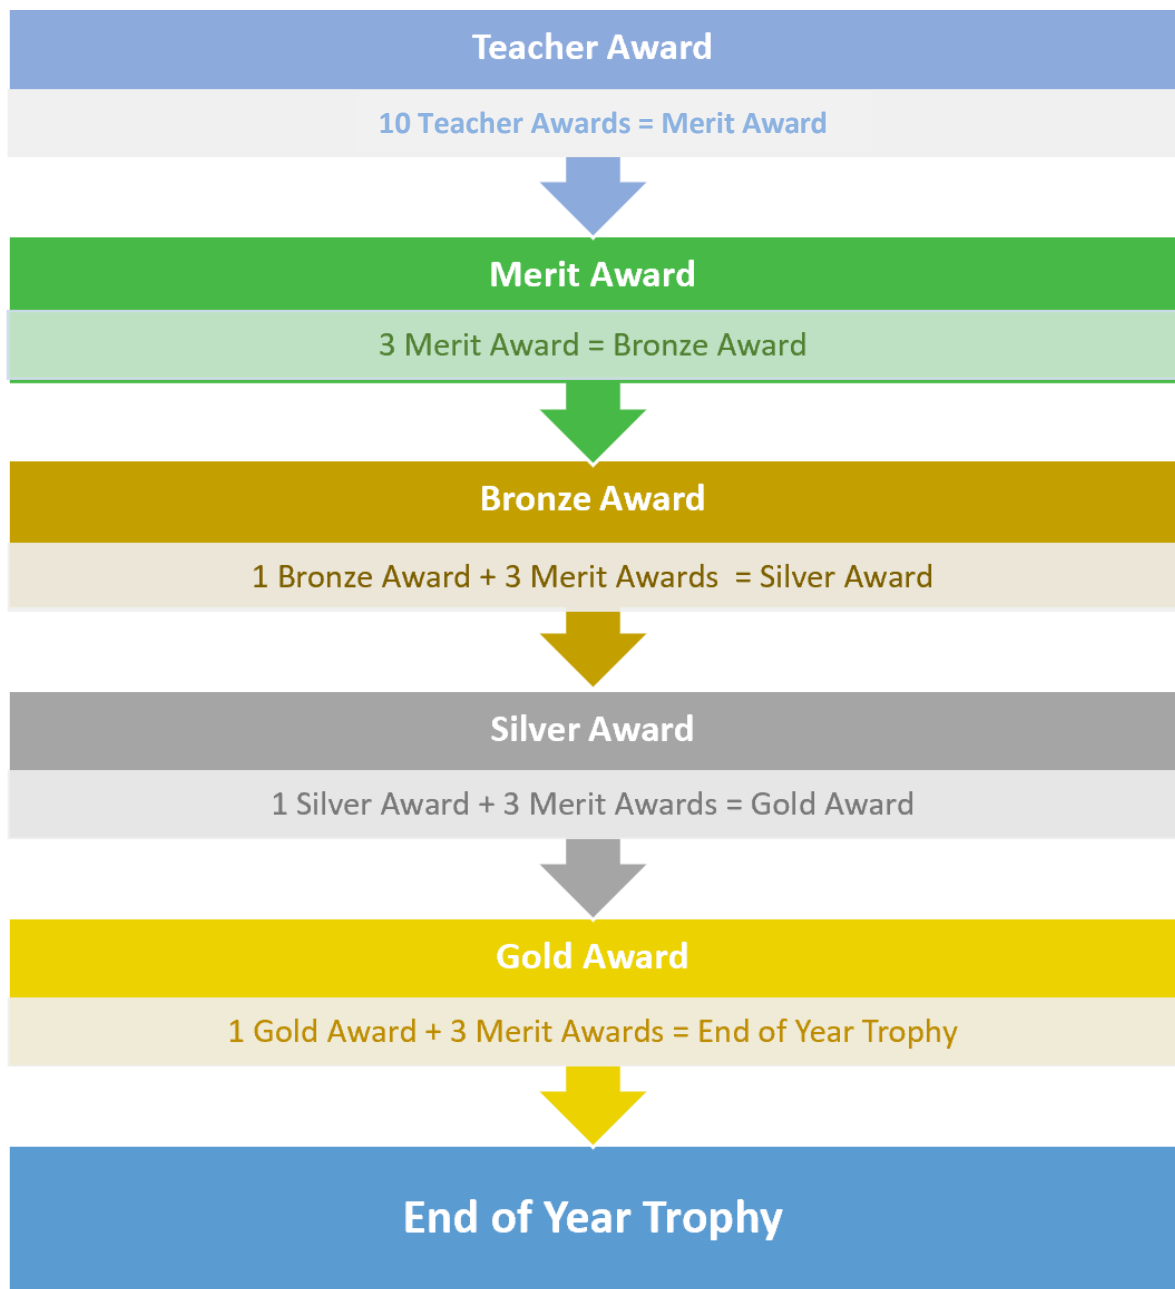 Teacher Award
10 Teacher Awards = Merit Award
Merit Award
3 Merit Award = Bronze Award
Bronze Award
1 Bronze Award + 3 Merit Awards = Silver Award
Silver Award
1 Silver Award + 3 Merit Awards = Gold Award
Gold Award
1 Gold Award + 3 Merit Awards = End of Year Trophy
End of Year Trophy